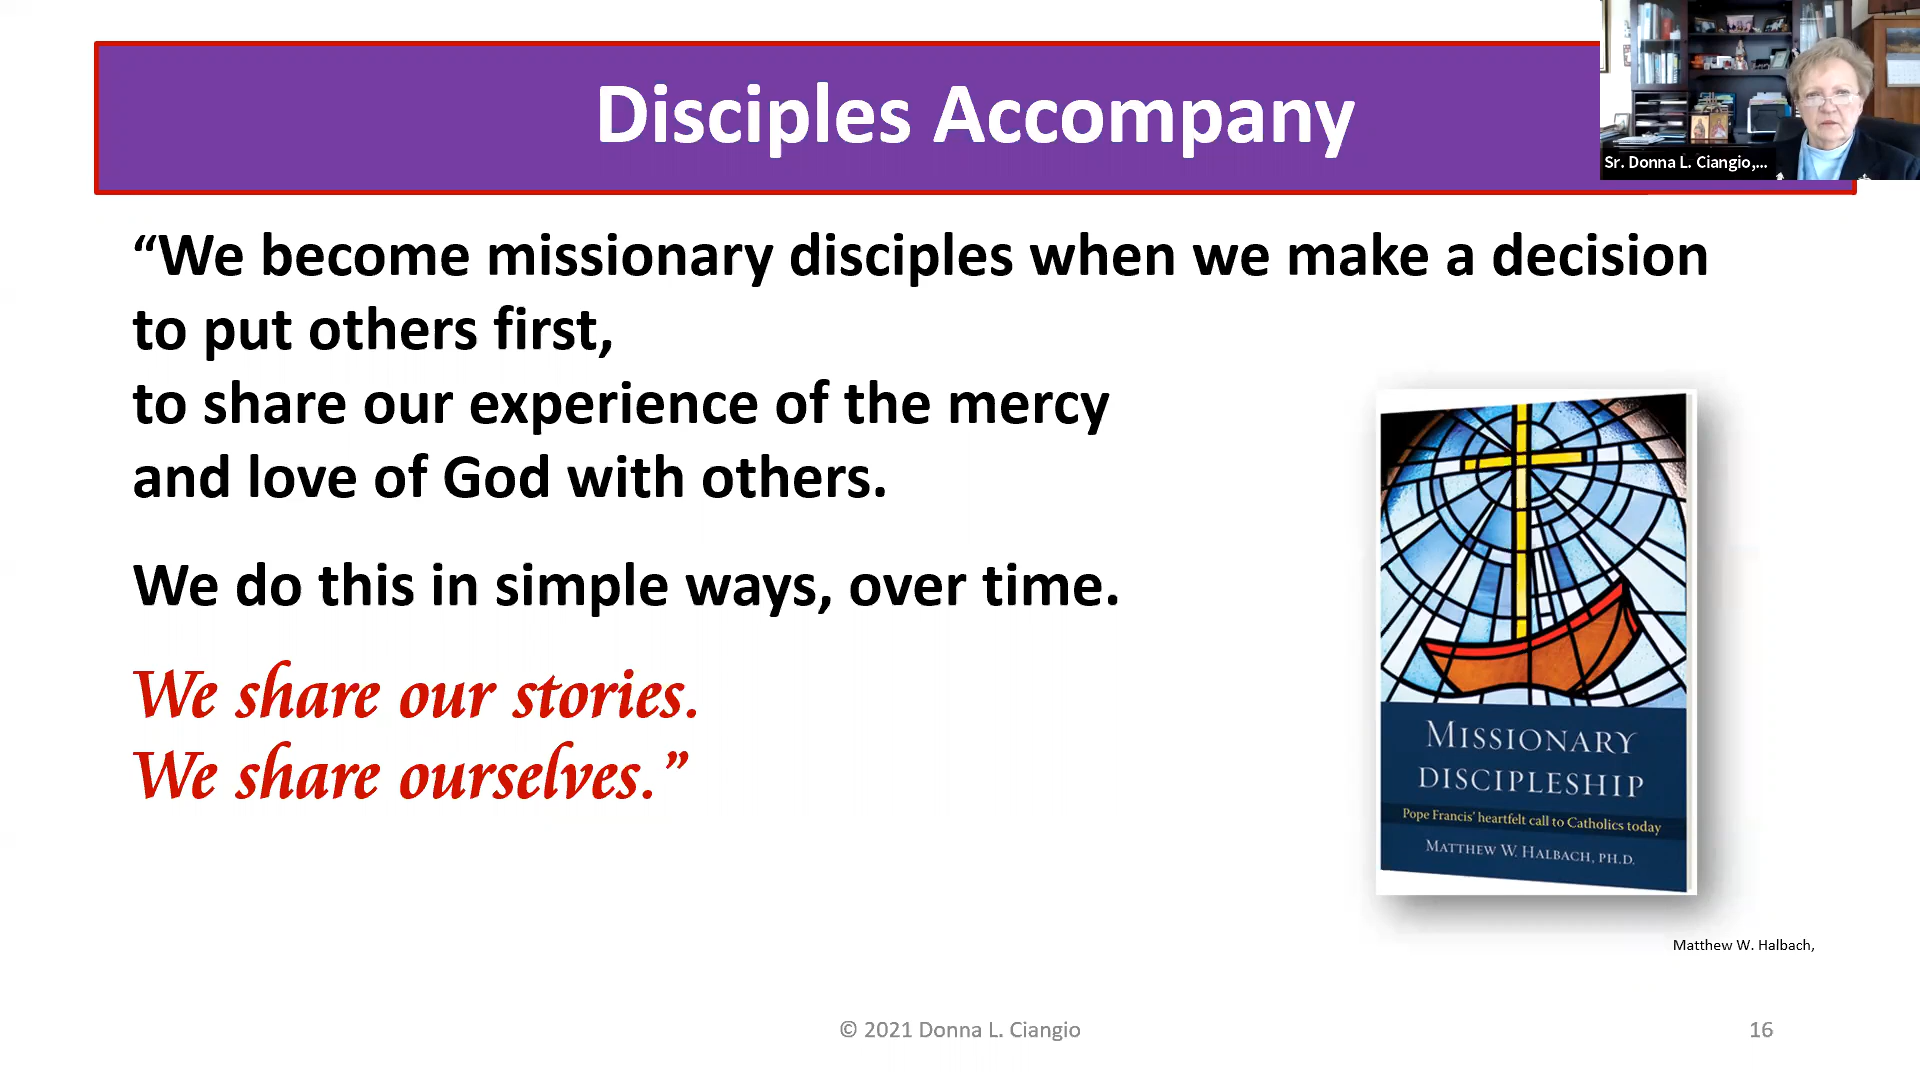 Disciples Accompany
Sr. Donna L. Ciangio,...
“We become missionary disciples when we make a decision
to put others first,
to share our experience of the mercy
and love of God with others.
We do this in simple ways, over time.
We share our stories.
We share ourselves.”
MISSIONARY
DISCIPLESHIP
Pope Francis' heartfelt call to Catholics today
MATTHEW W. HALBACH, PH.D.
Matthew W. Halbach,
© 2021 Donna L. Ciangio
16